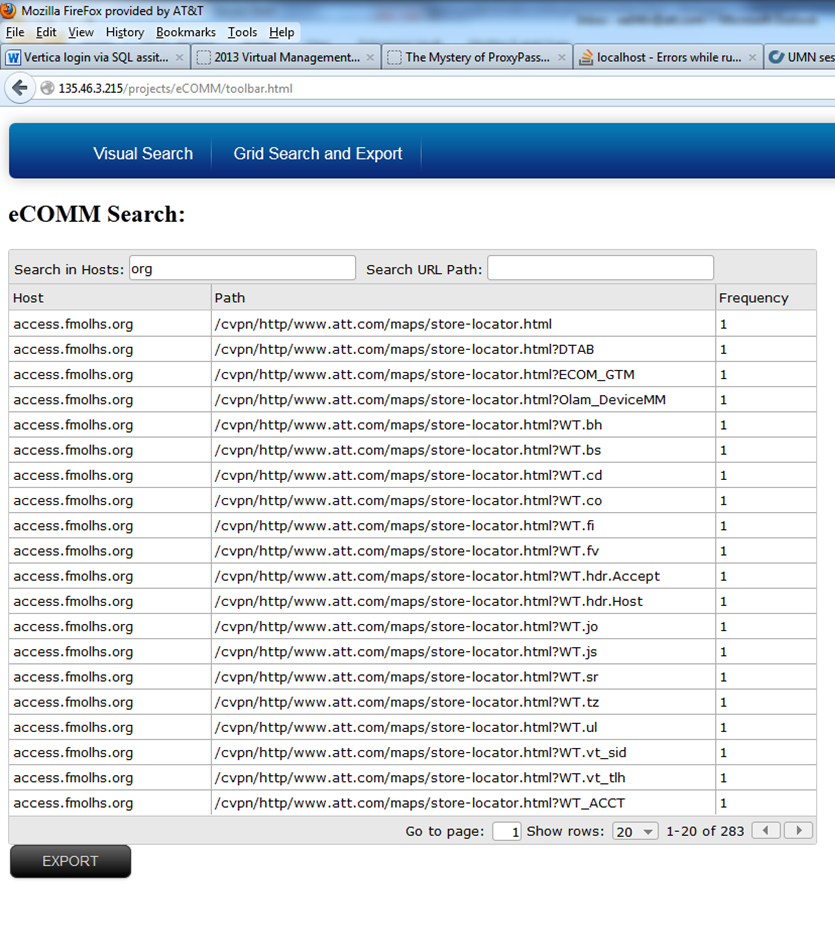 Mozilla FireFox provided by AT&T
File Edit View History Bookmarks Tools Help
Vertica login via SQL assit... × 2013 Virtual Management... × The Mystery of ProxyPass... × localhost - Errors while ru... × UMN ses
135.46.3.215/projects/eCOMM/toolbar.html
Visual Search Grid Search and Export
eCOMM Search:
Search in Hosts: org Search URL Path:
Host Path Frequency
access.fmolhs.org /cvpn/http/www.att.com/maps/store-locator.html 1
access.fmolhs.org /cvpn/http/www.att.com/maps/store-locator.html?DTAB 1
access.fmolhs.org /cvpn/http/www.att.com/maps/store-locator.html?ECOM_GTM 1
access.fmolhs.org /cvpn/http/www.att.com/maps/store-locator.html?Olam_DeviceMM 1
access.fmolhs.org /cvpn/http/www.att.com/maps/store-locator.html?WT.bh 1
access.fmolhs.org /cvpn/http/www.att.com/maps/store-locator.html?WT.bs 1
access.fmolhs.org /cvpn/http/www.att.com/maps/store-locator.html?WT.cd 1
access.fmolhs.org /cvpn/http/www.att.com/maps/store-locator.html?WT.co 1
access.fmolhs.org /cvpn/http/www.att.com/maps/store-locator.html?WT.fi 1
access.fmolhs.org /cvpn/http/www.att.com/maps/store-locator.html?WT.fv 1
access.fmolhs.org /cvpn/http/www.att.com/maps/store-locator.html?WT.hdr.Accept 1
access.fmolhs.org /cvpn/http/www.att.com/maps/store-locator.html?WT.hdr.Host 1
access.fmolhs.org /cvpn/http/www.att.com/maps/store-locator.html?WT.jo 1
access.fmolhs.org /cvpn/http/www.att.com/maps/store-locator.html?WT.js 1
access.fmolhs.org /cvpn/http/www.att.com/maps/store-locator.html?WT.sr 1
access.fmolhs.org /cvpn/http/www.att.com/maps/store-locator.html?WT.tz 1
access.fmolhs.org /cvpn/http/www.att.com/maps/store-locator.html?WT.ul 1
access.fmolhs.org /cvpn/http/www.att.com/maps/store-locator.html?WT.vt_sid 1
access.fmolhs.org /cvpn/http/www.att.com/maps/store-locator.html?WT.vt_tlh 1
access.fmolhs.org /cvpn/http/www.att.com/maps/store-locator.html?WT_ACCT 1
Go to page: 1 Show rows: 20 1-20 of 283
EXPORT